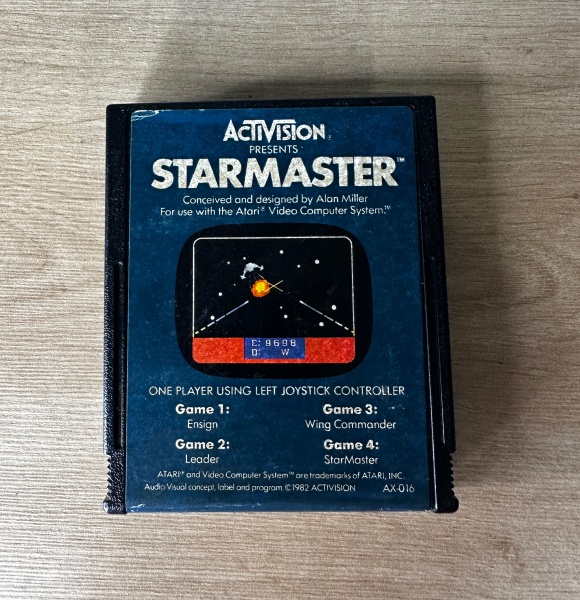 ACTIVISION®
PRESENTS
STARMASTER™
Conceived and designed by Alan Miller
For use with the Atari® Video Computer System.™
E: 9698
D: W
ONE PLAYER USING LEFT JOYSTICK CONTROLLER
Game 1: Game 3:
Ensign Wing Commander
Game 2: Game 4:
Leader StarMaster
ATARI® and Video Computer System™ are trademarks of ATARI, INC.
Audio Visual concept, label and program ©1982 ACTIVISION AX-016